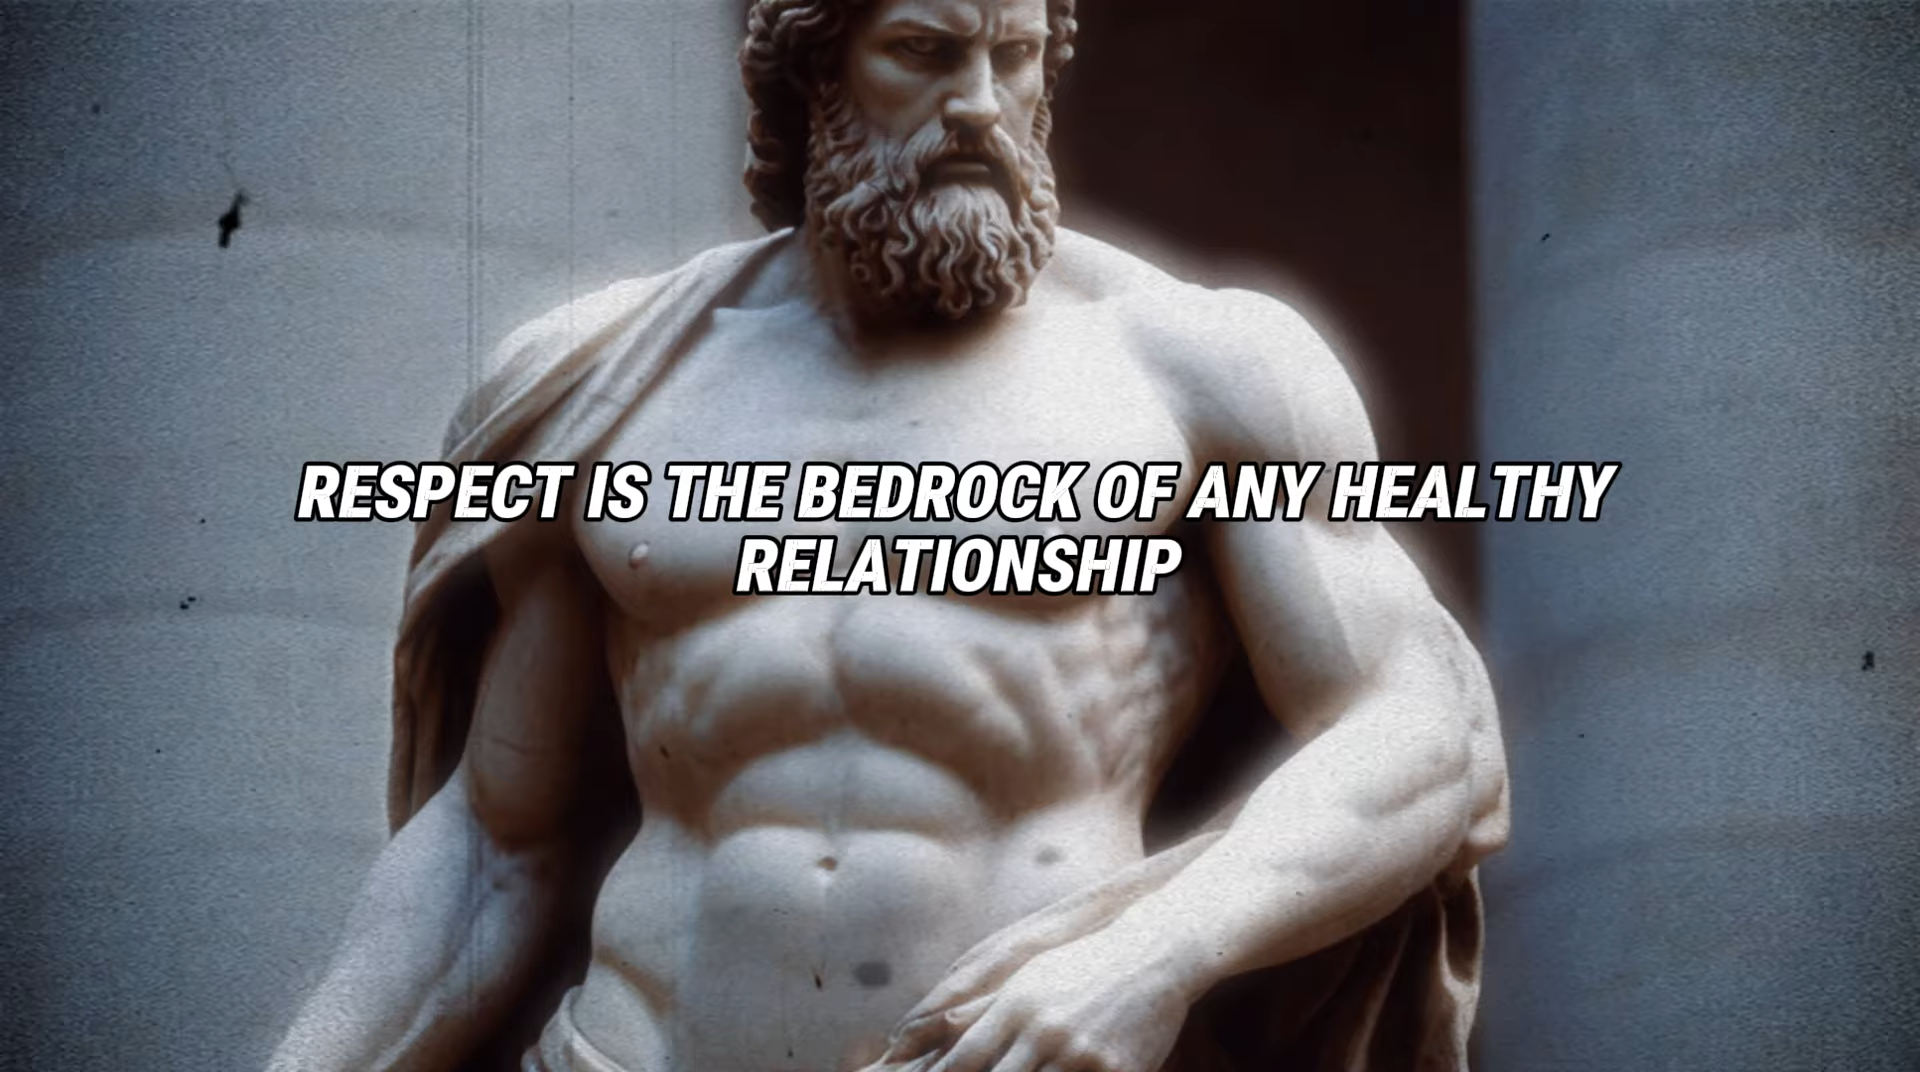 RESPECT IS THE BEDROCK OF ANY HEALTHY
RELATIONSHIP